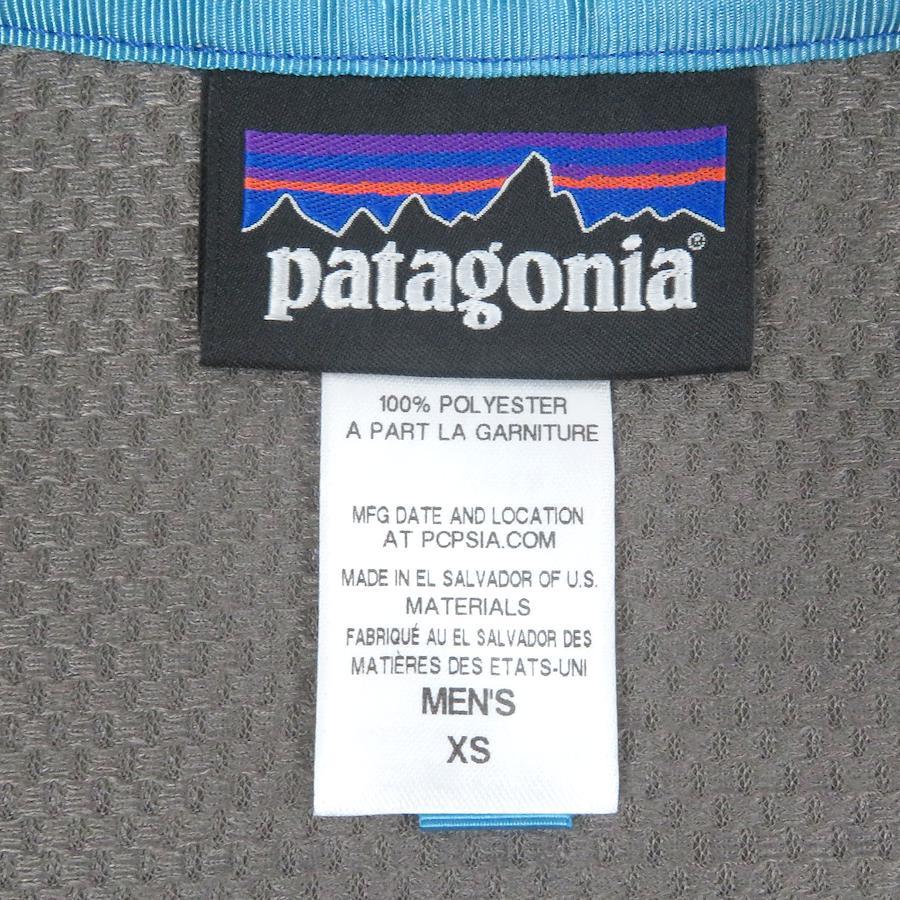 patagonia®
100% POLYESTER
A PART LA GARNITURE
MFG DATE AND LOCATION
AT PCPSIA.COM
MADE IN EL SALVADOR OF U.S.
MATERIALS
FABRIQUÉ AU EL SALVADOR DES
MATIÈRES DES ETATS-UNI
MEN'S
XS